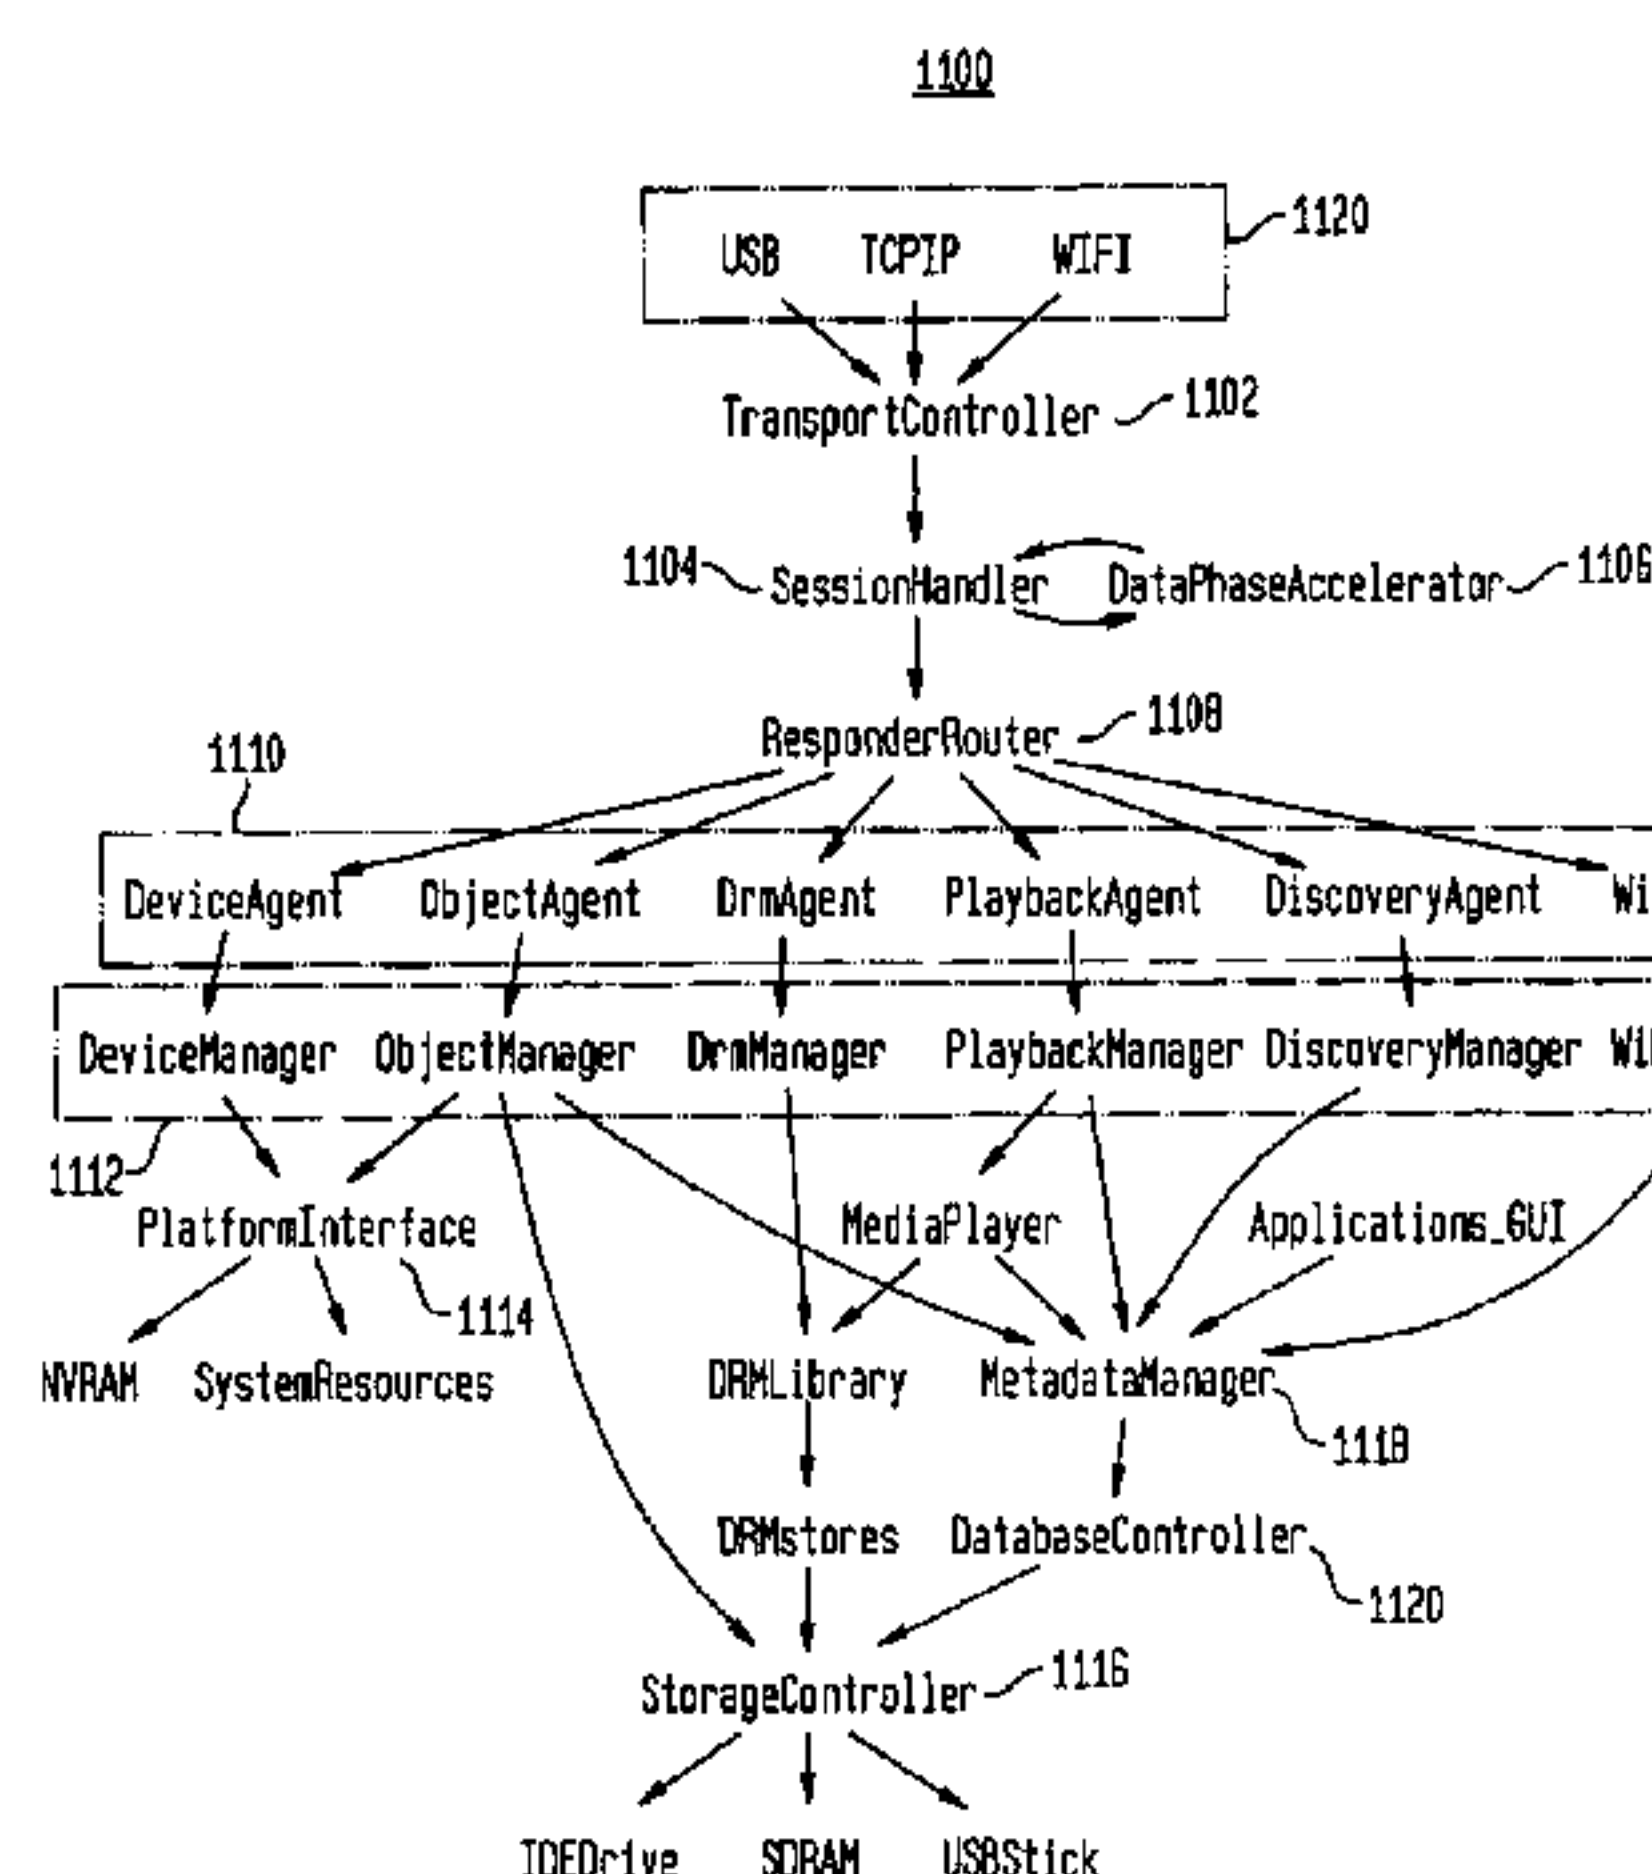 1100
1120
USB TCPIP WIFI
TransportController 1102
1104 SessionHandler DataPhaseAccelerator 1106
ResponderRouter 1108
1110
DeviceAgent ObjectAgent DrmAgent PlaybackAgent DiscoveryAgent Wi
DeviceManager ObjectManager DrmManager PlaybackManager DiscoveryManager
1112
PlatformInterface MediaPlayer Applications_GUI
1114
NVRAM SystemResources DRMLibrary MetadataManager
1118
DRMstores DatabaseController
1120
StorageController 1116
IDEDrive SDRAM USBStick